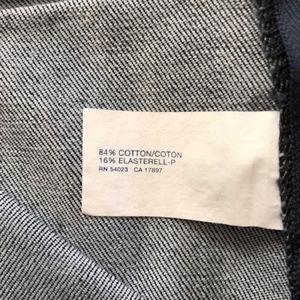 84% COTTON/COTON
16% ELASTERELL-P
RN 54023 CA 17897